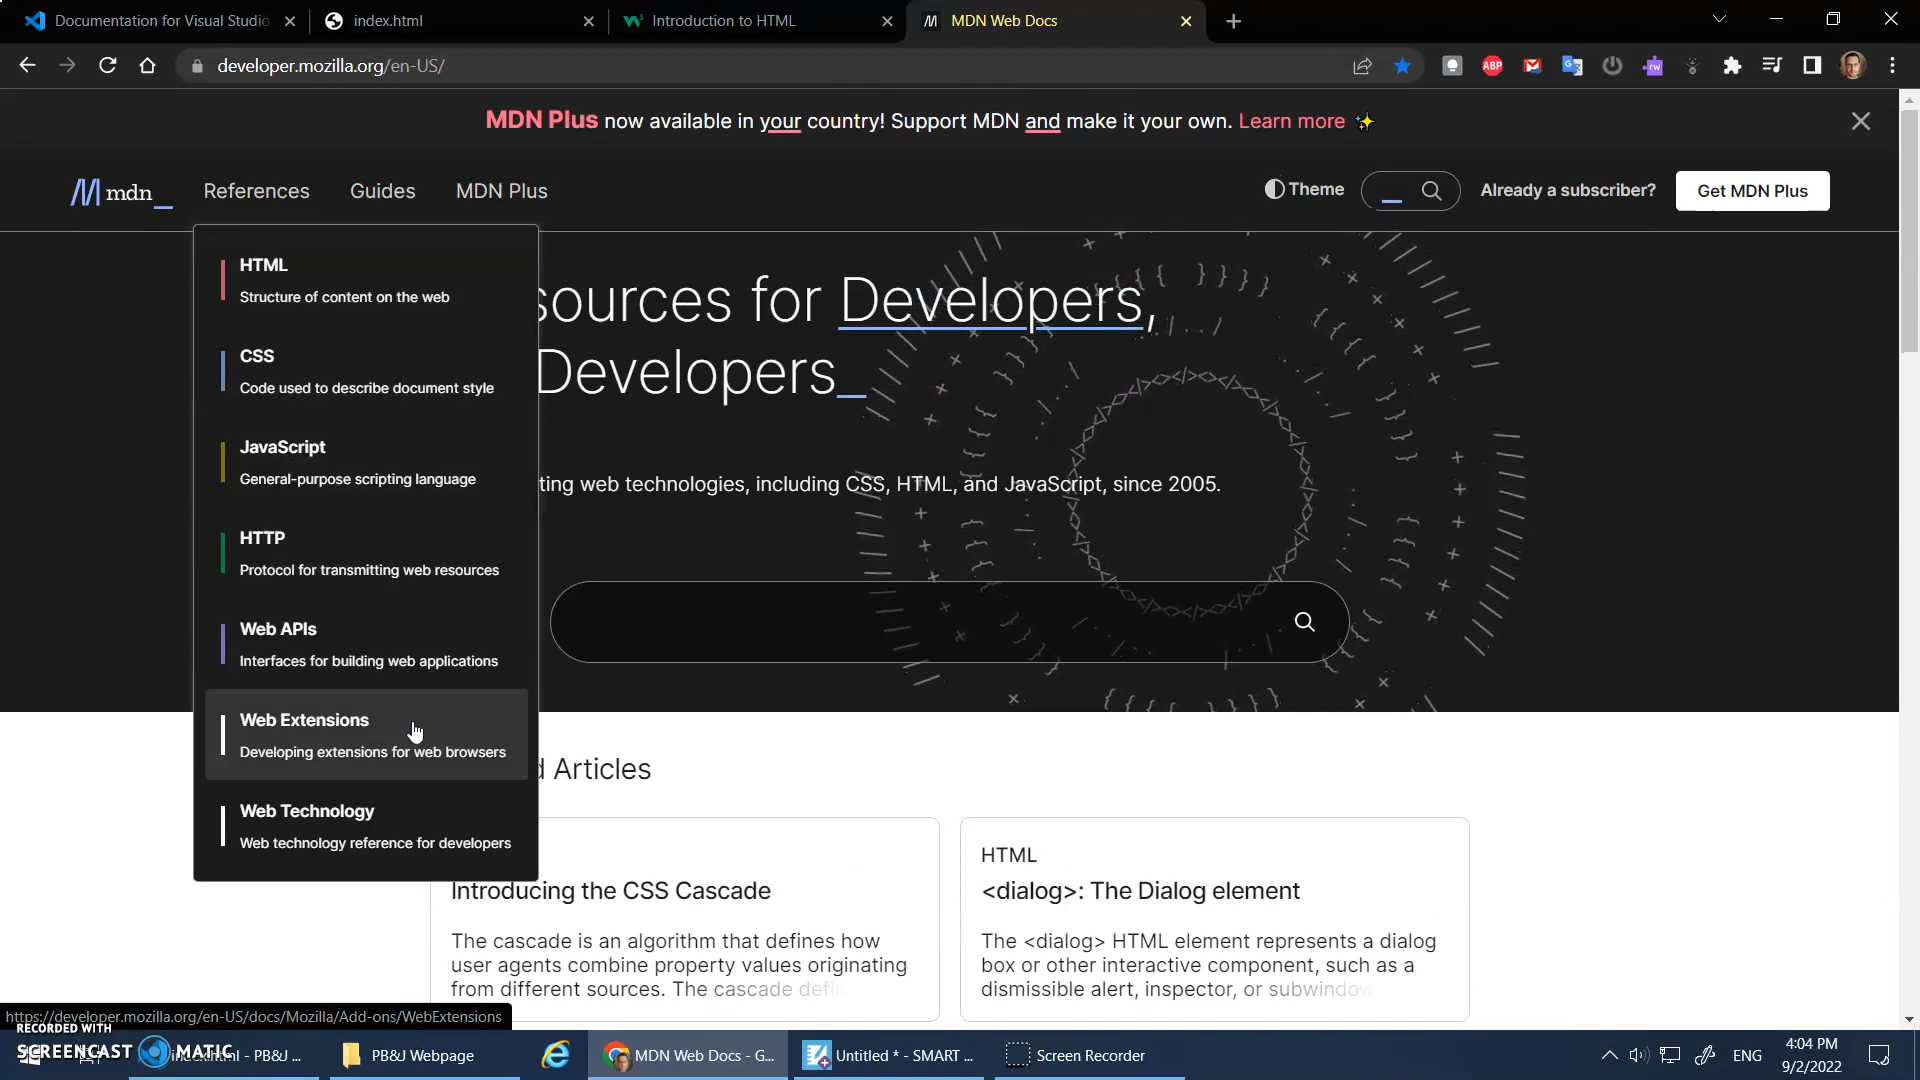 Documentation for Visual Studio
index.html
Introduction to HTML
MDN Web Docs
developer.mozilla.org/en-US/
ABP
MDN Plus now available in your country! Support MDN and make it your own. Learn more ✨
mdn_
References
Guides
MDN Plus
Theme
Already a subscriber?
Get MDN Plus
HTML
Structure of content on the web
CSS
Code used to describe document style
JavaScript
General-purpose scripting language
HTTP
Protocol for transmitting web resources
Web APIs
Interfaces for building web applications
Web Extensions
Developing extensions for web browsers
Web Technology
Web technology reference for developers
sources for Developers,
Developers_
ting web technologies, including CSS, HTML, and JavaScript, since 2005.
d Articles
Introducing the CSS Cascade
The cascade is an algorithm that defines how
user agents combine property values originating
from different sources. The cascade defin
HTML
<dialog>: The Dialog element
The <dialog> HTML element represents a dialog
box or other interactive component, such as a
dismissible alert, inspector, or subwindow
https://developer.mozilla.org/en-US/docs/Mozilla/Add-ons/WebExtensions
RECORDED WITH
SCREENCAST MATIC
- PB&J ...
PB&J Webpage
MDN Web Docs - G...
Untitled * - SMART ...
Screen Recorder
ENG
4:04 PM
9/2/2022